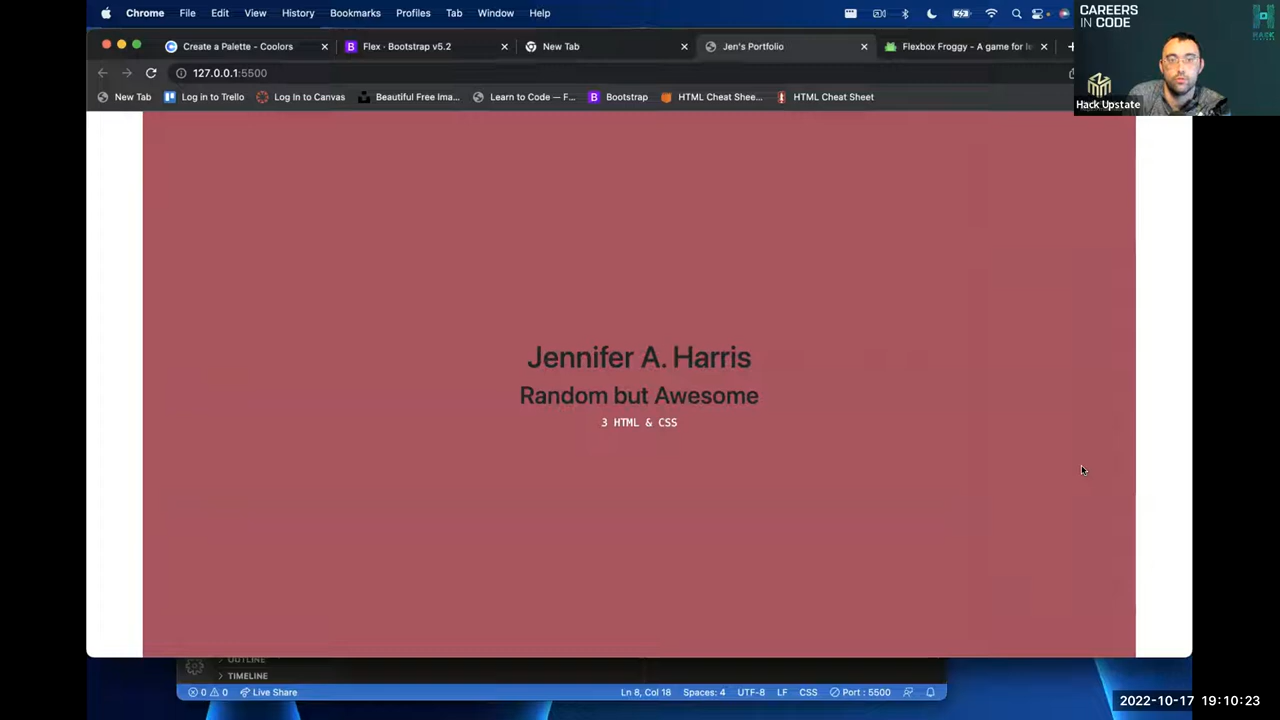 Chrome File Edit View History Bookmarks Profiles Tab Window Help
CAREERS
IN CODE
HACK
Hack Upstate
Create a Palette - Coolors
Flex · Bootstrap v5.2
New Tab
Jen's Portfolio
Flexbox Froggy - A game for le
127.0.0.1:5500
New Tab
Log in to Trello
Log In to Canvas
Beautiful Free Ima...
Learn to Code — F...
Bootstrap
HTML Cheat Shee...
HTML Cheat Sheet
Jennifer A. Harris
Random but Awesome
3 HTML & CSS
OUTLINE
TIMELINE
0 0 Live Share Ln 8, Col 18 Spaces: 4 UTF-8 LF CSS Port : 5500
2022-10-17 19:10:23